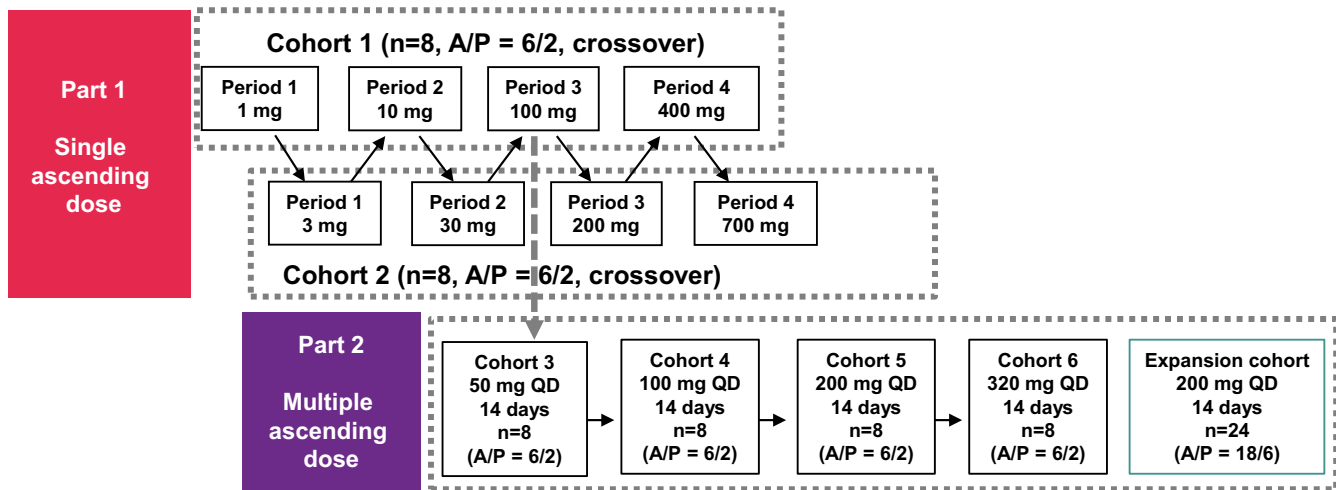 Part 1
Single
ascending
dose
Cohort 1 (n=8, A/P = 6/2, crossover)
Period 1
1 mg
Period 2
10 mg
Period 3
100 mg
Period 4
400 mg
Period 1
3 mg
Period 2
30 mg
Period 3
200 mg
Period 4
700 mg
Cohort 2 (n=8, A/P = 6/2, crossover)
Part 2
Multiple
ascending
dose
Cohort 3
50 mg QD
14 days
n=8
(A/P = 6/2)
Cohort 4
100 mg QD
14 days
n=8
(A/P = 6/2)
Cohort 5
200 mg QD
14 days
n=8
(A/P = 6/2)
Cohort 6
320 mg QD
14 days
n=8
(A/P = 6/2)
Expansion cohort
200 mg QD
14 days
n=24
(A/P = 18/6)